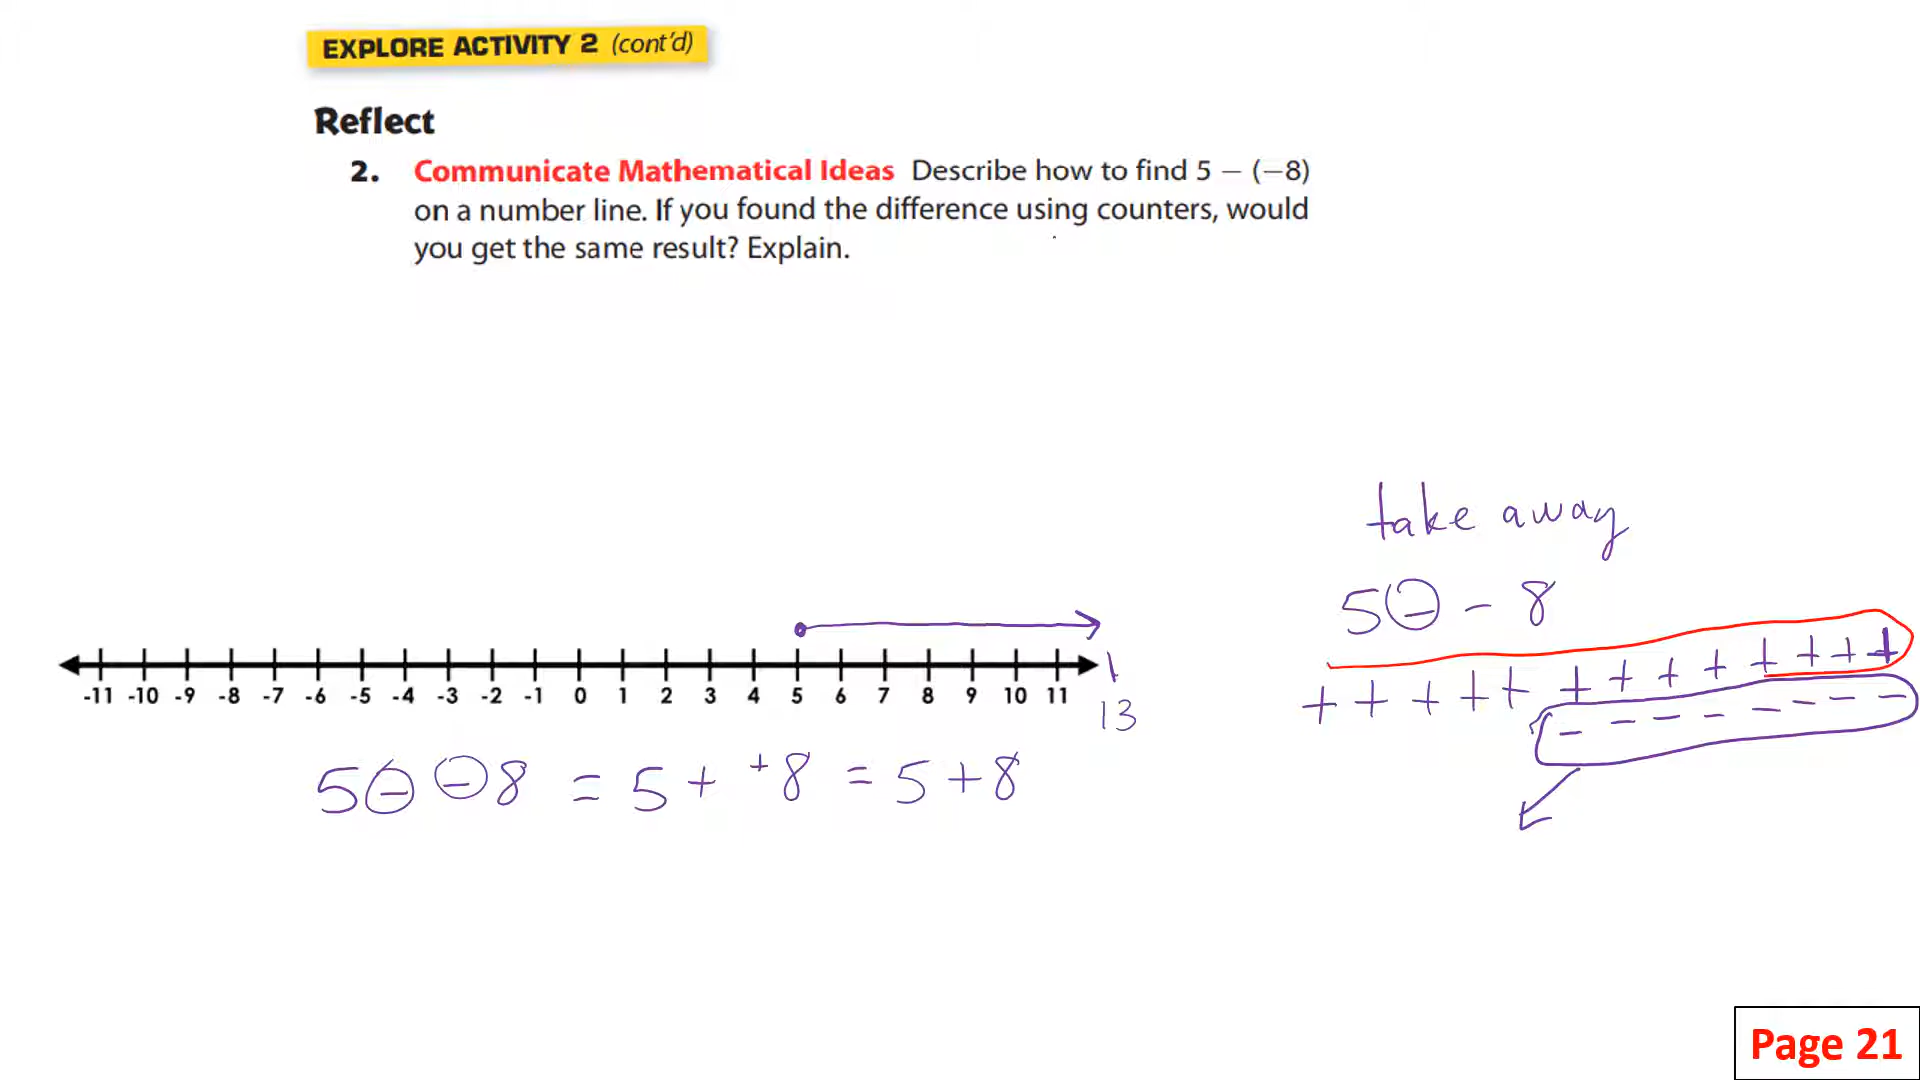 EXPLORE ACTIVITY 2 (cont'd)
Reflect
2. Communicate Mathematical Ideas Describe how to find 5 − (−8)
on a number line. If you found the difference using counters, would
you get the same result? Explain.
take away
5 − − 8
+ + + + + + + + + + + + +
− − − − − − − −
-11 -10 -9 -8 -7 -6 -5 -4 -3 -2 -1 0 1 2 3 4 5 6 7 8 9 10 11
13
5 − − 8 = 5 + +8 = 5 + 8
Page 21